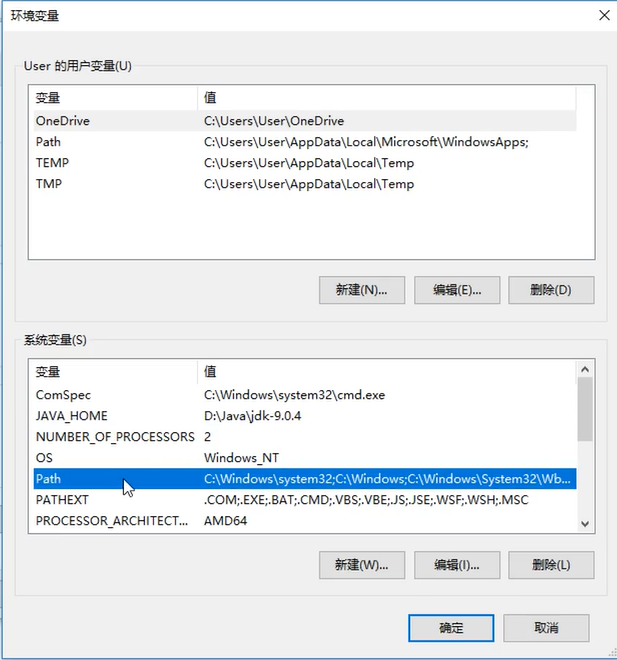 环境变量
User 的用户变量(U)
变量 值
OneDrive C:\Users\User\OneDrive
Path C:\Users\User\AppData\Local\Microsoft\WindowsApps;
TEMP C:\Users\User\AppData\Local\Temp
TMP C:\Users\User\AppData\Local\Temp
新建(N)... 编辑(E)... 删除(D)
系统变量(S)
变量 值
ComSpec C:\Windows\system32\cmd.exe
JAVA_HOME D:\Java\jdk-9.0.4
NUMBER_OF_PROCESSORS 2
OS Windows_NT
Path C:\Windows\system32;C:\Windows;C:\Windows\System32\Wb...
PATHEXT .COM;.EXE;.BAT;.CMD;.VBS;.VBE;.JS;.JSE;.WSF;.WSH;.MSC
PROCESSOR_ARCHITECT... AMD64
新建(W)... 编辑(I)... 删除(L)
确定 取消